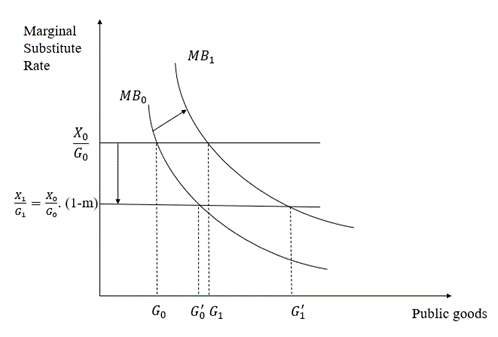 Marginal
Substitute
Rate
MB₁
MB₀
X₀/G₀
X₁/G₁ = X₀/G₀. (1-m)
G₀ G₀′ G₁ G₁′
Public goods